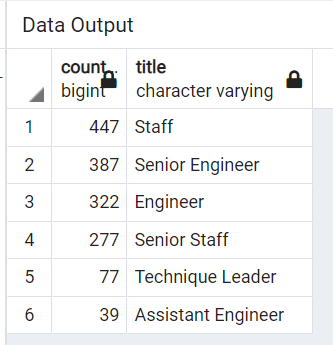 Data Output
count.. title
bigint character varying
1 447 Staff
2 387 Senior Engineer
3 322 Engineer
4 277 Senior Staff
5 77 Technique Leader
6 39 Assistant Engineer